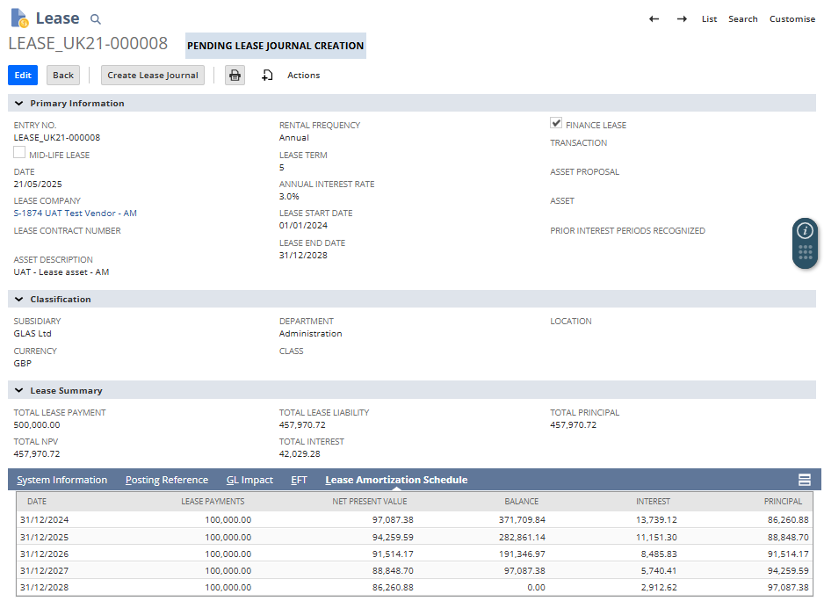 Lease
List Search Customise
LEASE_UK21-000008 PENDING LEASE JOURNAL CREATION
Edit Back Create Lease Journal Actions
Primary Information
ENTRY NO.
LEASE_UK21-000008
MID-LIFE LEASE
DATE
21/05/2025
LEASE COMPANY
S-1874 UAT Test Vendor - AM
LEASE CONTRACT NUMBER
ASSET DESCRIPTION
UAT - Lease asset - AM
RENTAL FREQUENCY
Annual
LEASE TERM
5
ANNUAL INTEREST RATE
3.0%
LEASE START DATE
01/01/2024
LEASE END DATE
31/12/2028
FINANCE LEASE
TRANSACTION
ASSET PROPOSAL
ASSET
PRIOR INTEREST PERIODS RECOGNIZED
Classification
SUBSIDIARY
GLAS Ltd
CURRENCY
GBP
DEPARTMENT
Administration
CLASS
LOCATION
Lease Summary
TOTAL LEASE PAYMENT
500,000.00
TOTAL NPV
457,970.72
TOTAL LEASE LIABILITY
457,970.72
TOTAL INTEREST
42,029.28
TOTAL PRINCIPAL
457,970.72
System Information Posting Reference GL Impact EFT Lease Amortization Schedule
DATE LEASE PAYMENTS NET PRESENT VALUE BALANCE INTEREST PRINCIPAL
31/12/2024 100,000.00 97,087.38 371,709.84 13,739.12 86,260.88
31/12/2025 100,000.00 94,259.59 282,861.14 11,151.30 88,848.70
31/12/2026 100,000.00 91,514.17 191,346.97 8,485.83 91,514.17
31/12/2027 100,000.00 88,848.70 97,087.38 5,740.41 94,259.59
31/12/2028 100,000.00 86,260.88 0.00 2,912.62 97,087.38